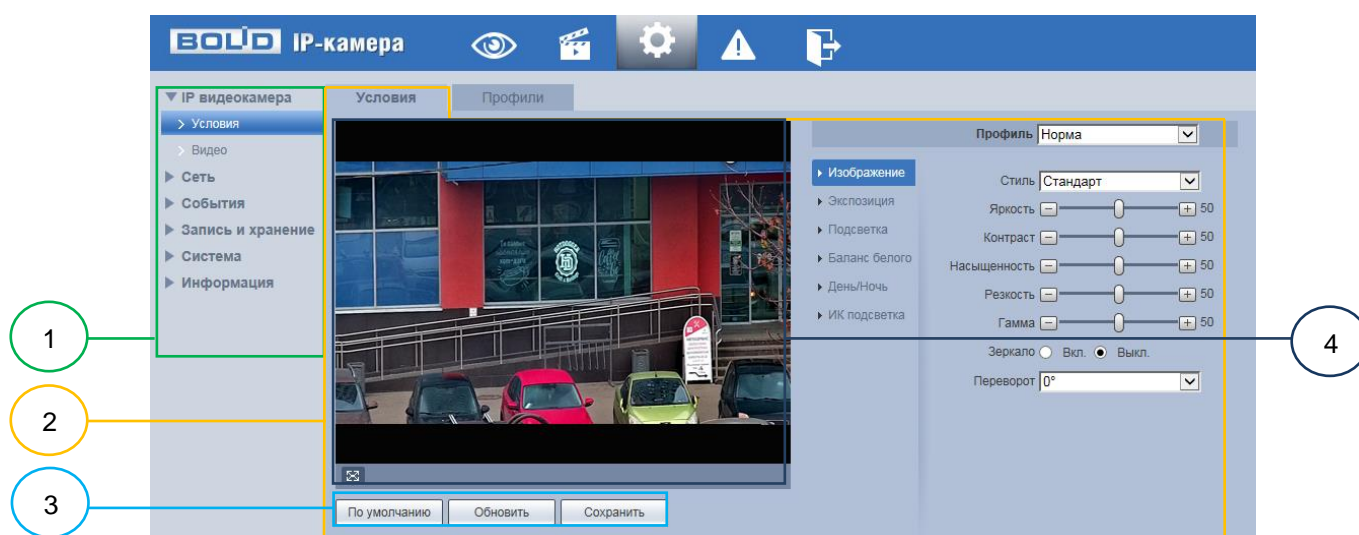 BOLID IP-камера
IP видеокамера
Условия
Видео
Сеть
События
Запись и хранение
Система
Информация
Условия
Профили
Профиль Норма
Изображение
Экспозиция
Подсветка
Баланс белого
День/Ночь
ИК подсветка
Стиль Стандарт
Яркость 50
Контраст 50
Насыщенность 50
Резкость 50
Гамма 50
Зеркало Вкл. Выкл.
Переворот 0°
По умолчанию
Обновить
Сохранить
1
2
3
4